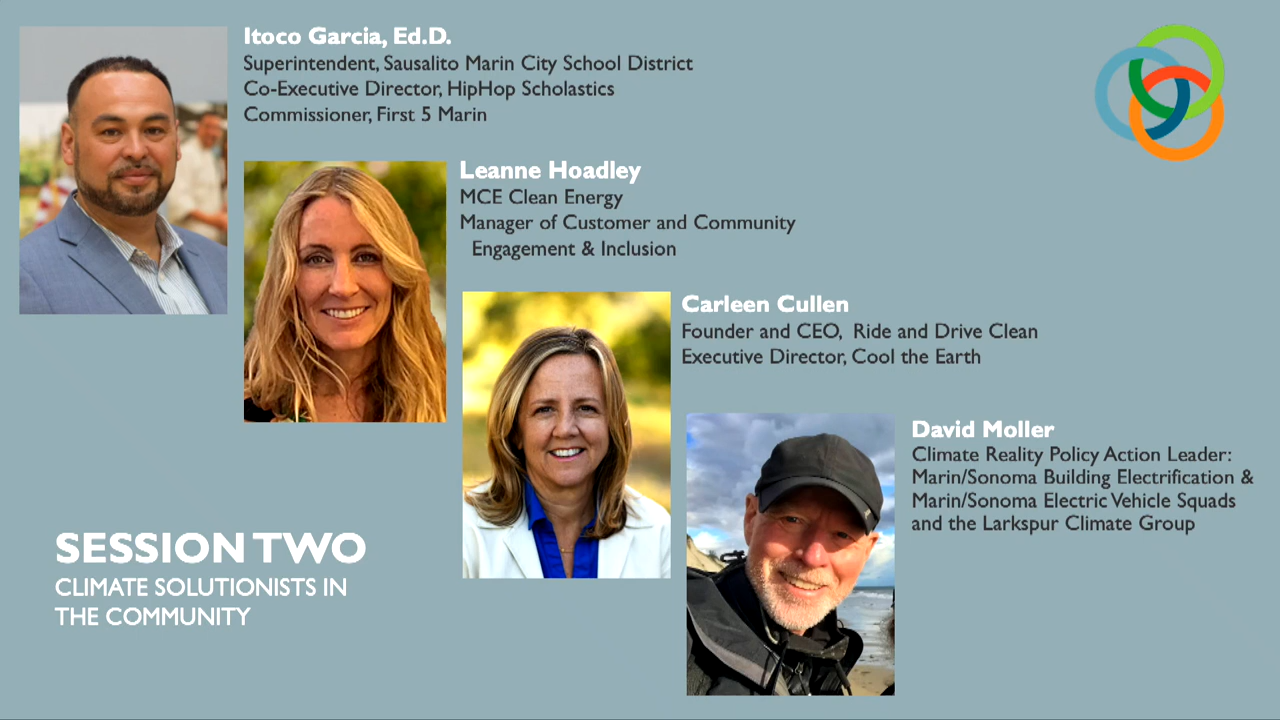 Itoco Garcia, Ed.D.
Superintendent, Sausalito Marin City School District
Co-Executive Director, HipHop Scholastics
Commissioner, First 5 Marin
Leanne Hoadley
MCE Clean Energy
Manager of Customer and Community
Engagement & Inclusion
Carleen Cullen
Founder and CEO, Ride and Drive Clean
Executive Director, Cool the Earth
David Moller
Climate Reality Policy Action Leader:
Marin/Sonoma Building Electrification &
Marin/Sonoma Electric Vehicle Squads
and the Larkspur Climate Group
SESSION TWO
CLIMATE SOLUTIONISTS IN
THE COMMUNITY